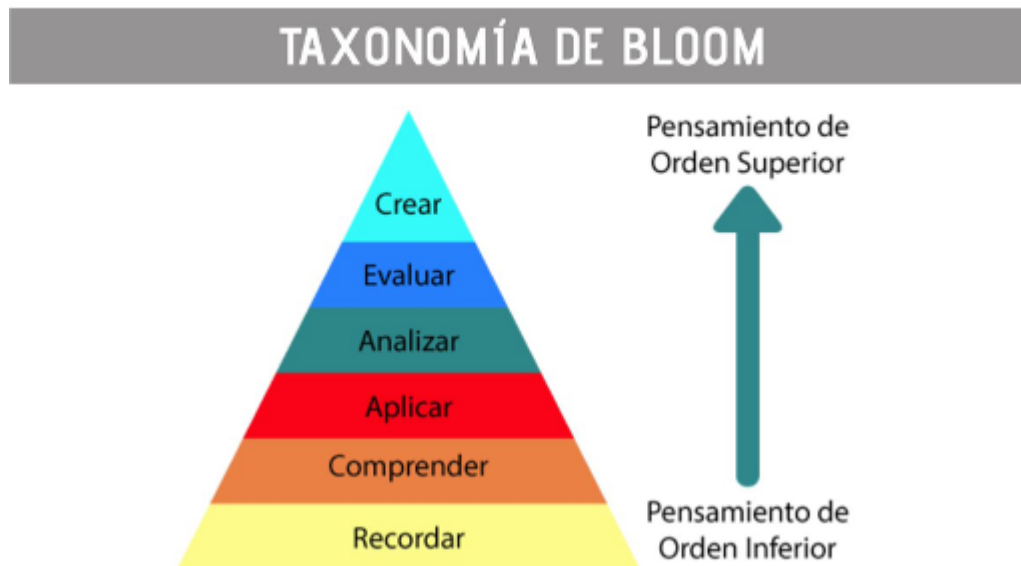 TAXONOMÍA DE BLOOM
Crear
Evaluar
Analizar
Aplicar
Comprender
Recordar
Pensamiento de
Orden Superior
Pensamiento de
Orden Inferior